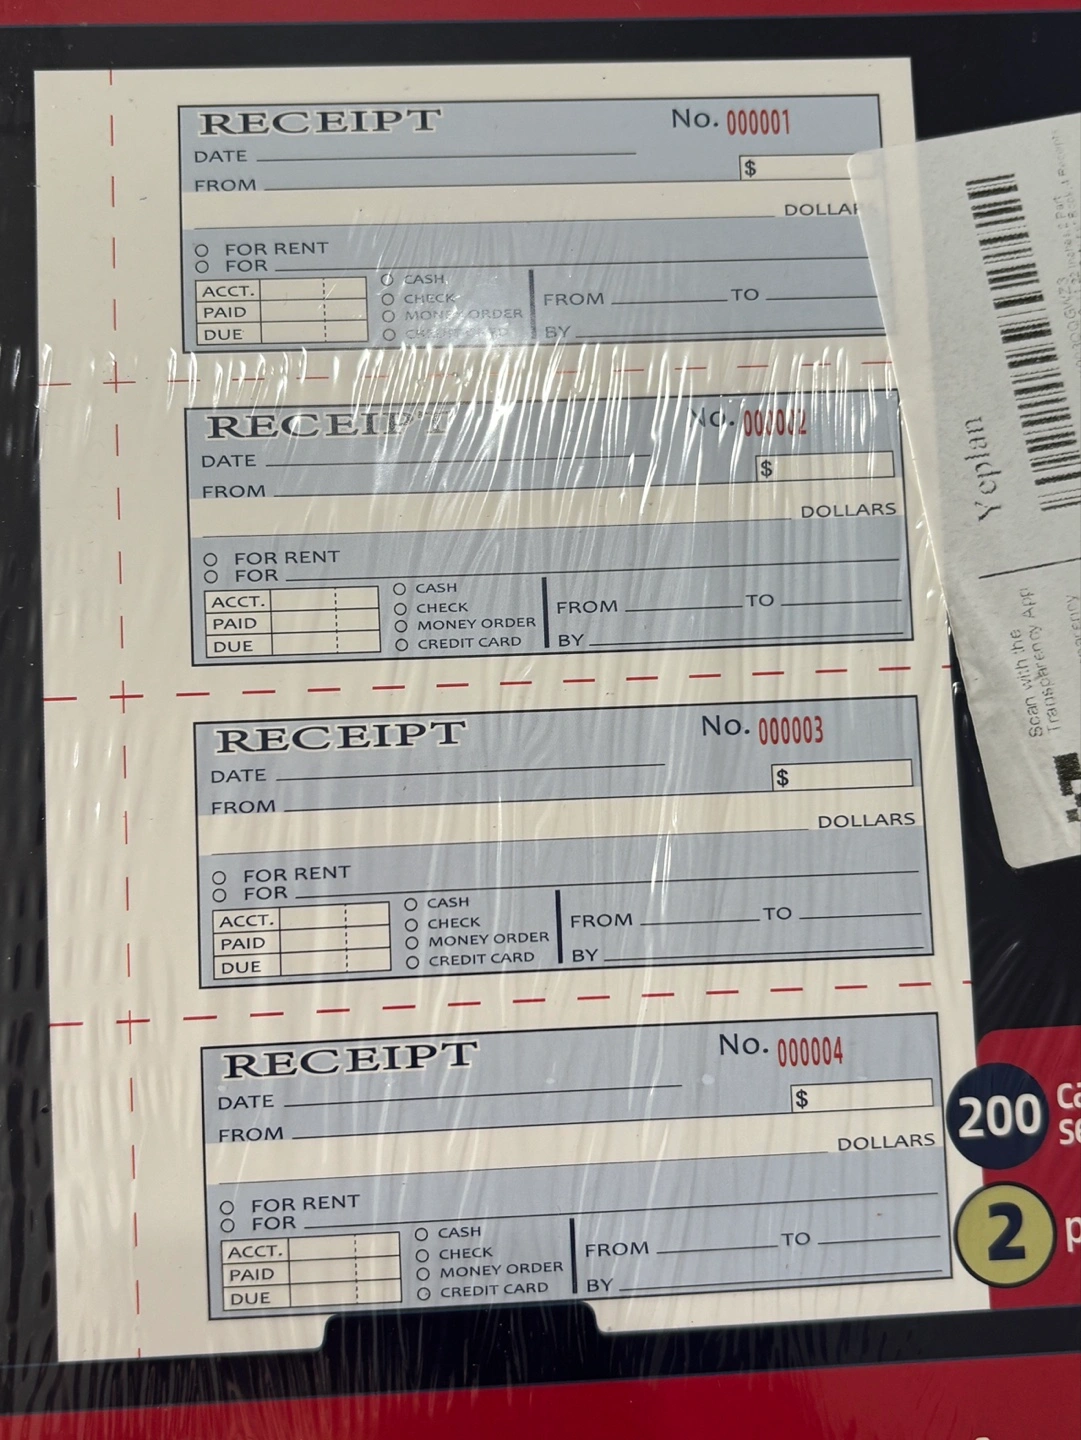 RECEIPT No. 000001
DATE
$
FROM
DOLLAR
FOR RENT
FOR
ACCT. CASH
PAID CHECK FROM TO
MONEY ORDER
DUE CREDIT CARD BY
RECEIPT No. 000002
DATE
$
FROM
DOLLARS
FOR RENT
FOR
ACCT. CASH
PAID CHECK FROM TO
MONEY ORDER
DUE CREDIT CARD BY
RECEIPT No. 000003
DATE
$
FROM
DOLLARS
FOR RENT
FOR
ACCT. CASH
PAID CHECK FROM TO
MONEY ORDER
DUE CREDIT CARD BY
RECEIPT No. 000004
DATE
$
FROM
DOLLARS
FOR RENT
FOR
ACCT. CASH
PAID CHECK FROM TO
MONEY ORDER
DUE CREDIT CARD BY
Yeplan
Scan with the
Transparency App
200
2